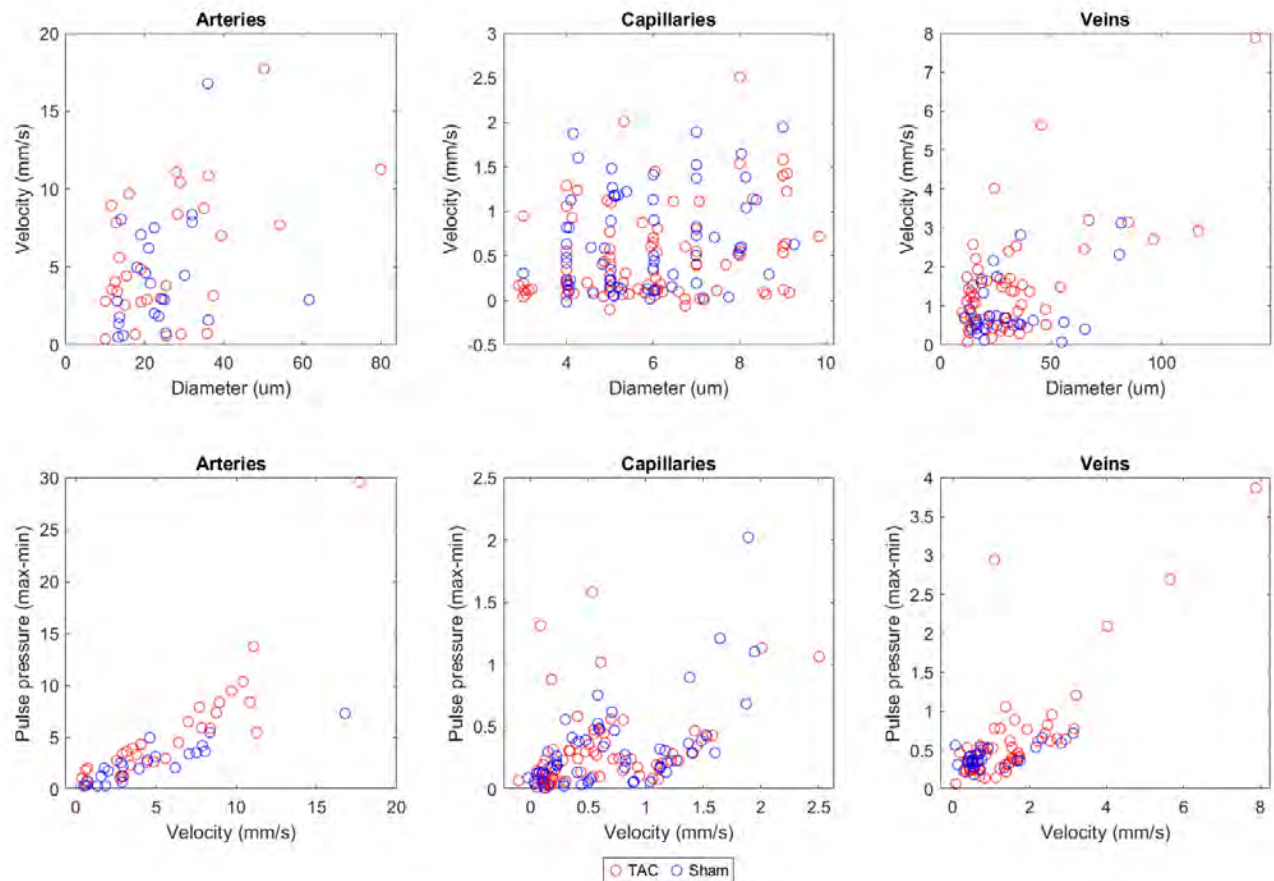 Arteries
Capillaries
Veins
Velocity (mm/s)
20
15
10
5
0
0 20 40 60 80
Diameter (um)
Velocity (mm/s)
3
2.5
2
1.5
1
0.5
0
-0.5
4 6 8 10
Diameter (um)
Velocity (mm/s)
8
7
6
5
4
3
2
1
0
0 50 100
Diameter (um)
Arteries
Capillaries
Veins
Pulse pressure (max-min)
30
25
20
15
10
5
0
0 5 10 15 20
Velocity (mm/s)
Pulse pressure (max-min)
2.5
2
1.5
1
0.5
0
0 0.5 1 1.5 2 2.5
Velocity (mm/s)
Pulse pressure (max-min)
4
3.5
3
2.5
2
1.5
1
0.5
0
0 2 4 6 8
Velocity (mm/s)
TAC Sham